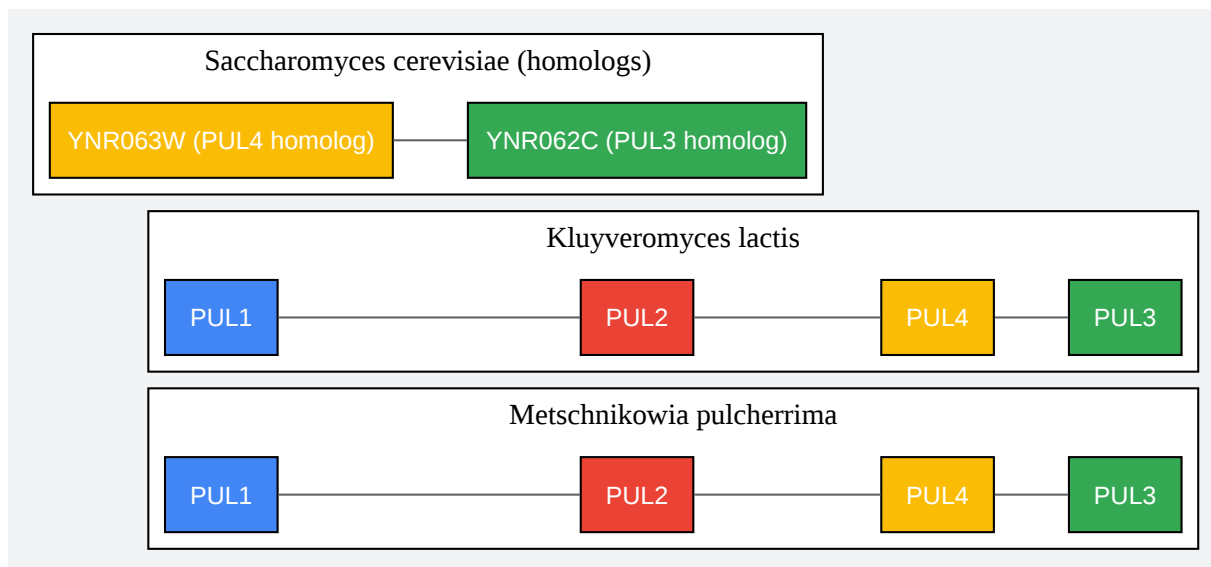 Saccharomyces cerevisiae (homologs)
YNR063W (PUL4 homolog) YNR062C (PUL3 homolog)
Kluyveromyces lactis
PUL1 PUL2 PUL4 PUL3
Metschnikowia pulcherrima
PUL1 PUL2 PUL4 PUL3